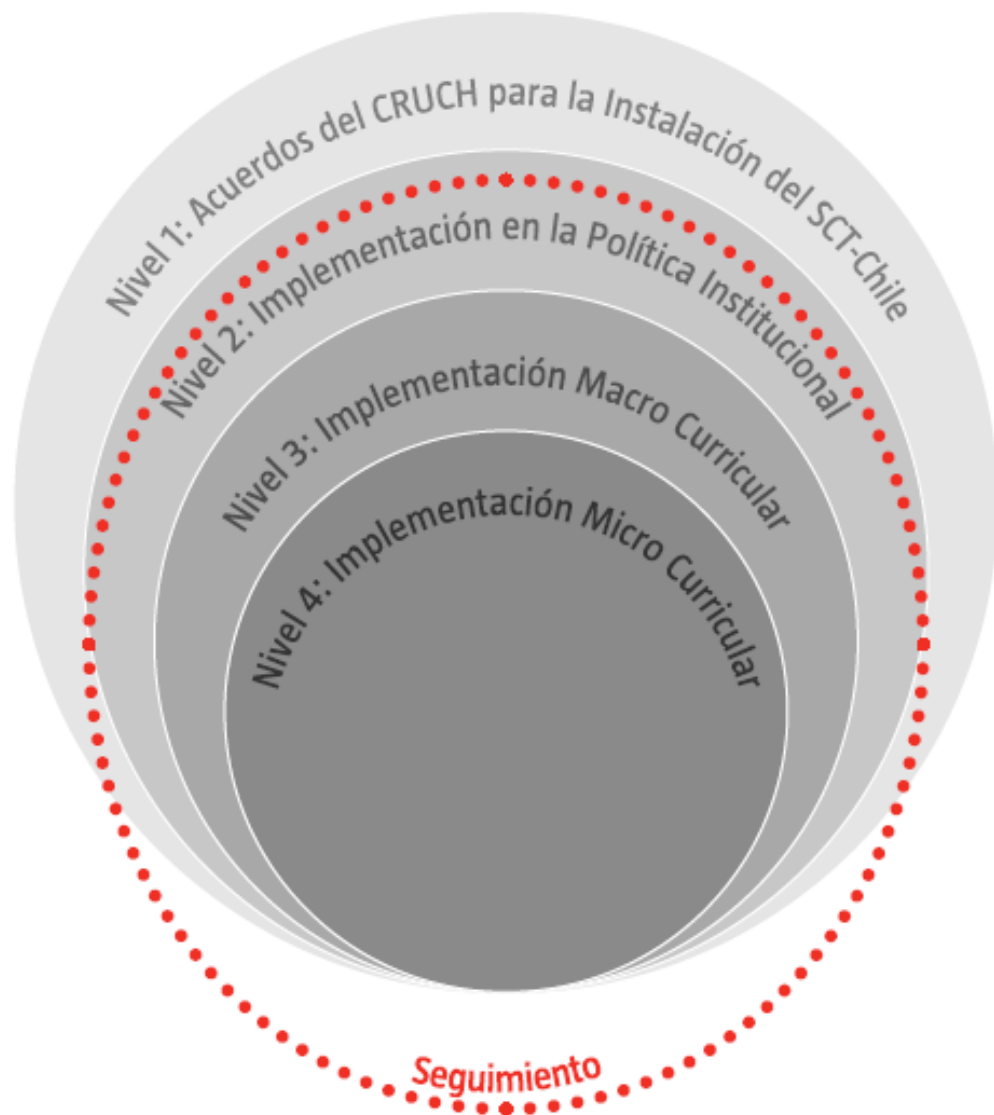 Nivel 1: Acuerdos del CRUCH para la Instalación del SCT-Chile
Nivel 2: Implementación en la Política Institucional
Nivel 3: Implementación Macro Curricular
Nivel 4: Implementación Micro Curricular
Seguimiento